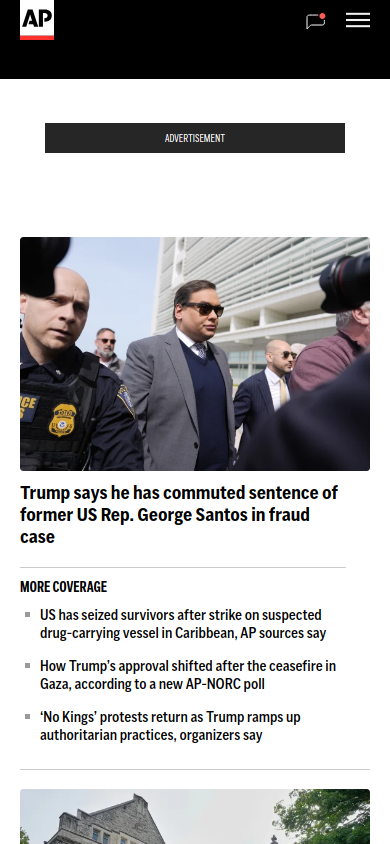 AP
ADVERTISEMENT
Trump says he has commuted sentence of
former US Rep. George Santos in fraud
case
MORE COVERAGE
US has seized survivors after strike on suspected
drug-carrying vessel in Caribbean, AP sources say
How Trump’s approval shifted after the ceasefire in
Gaza, according to a new AP-NORC poll
‘No Kings’ protests return as Trump ramps up
authoritarian practices, organizers say